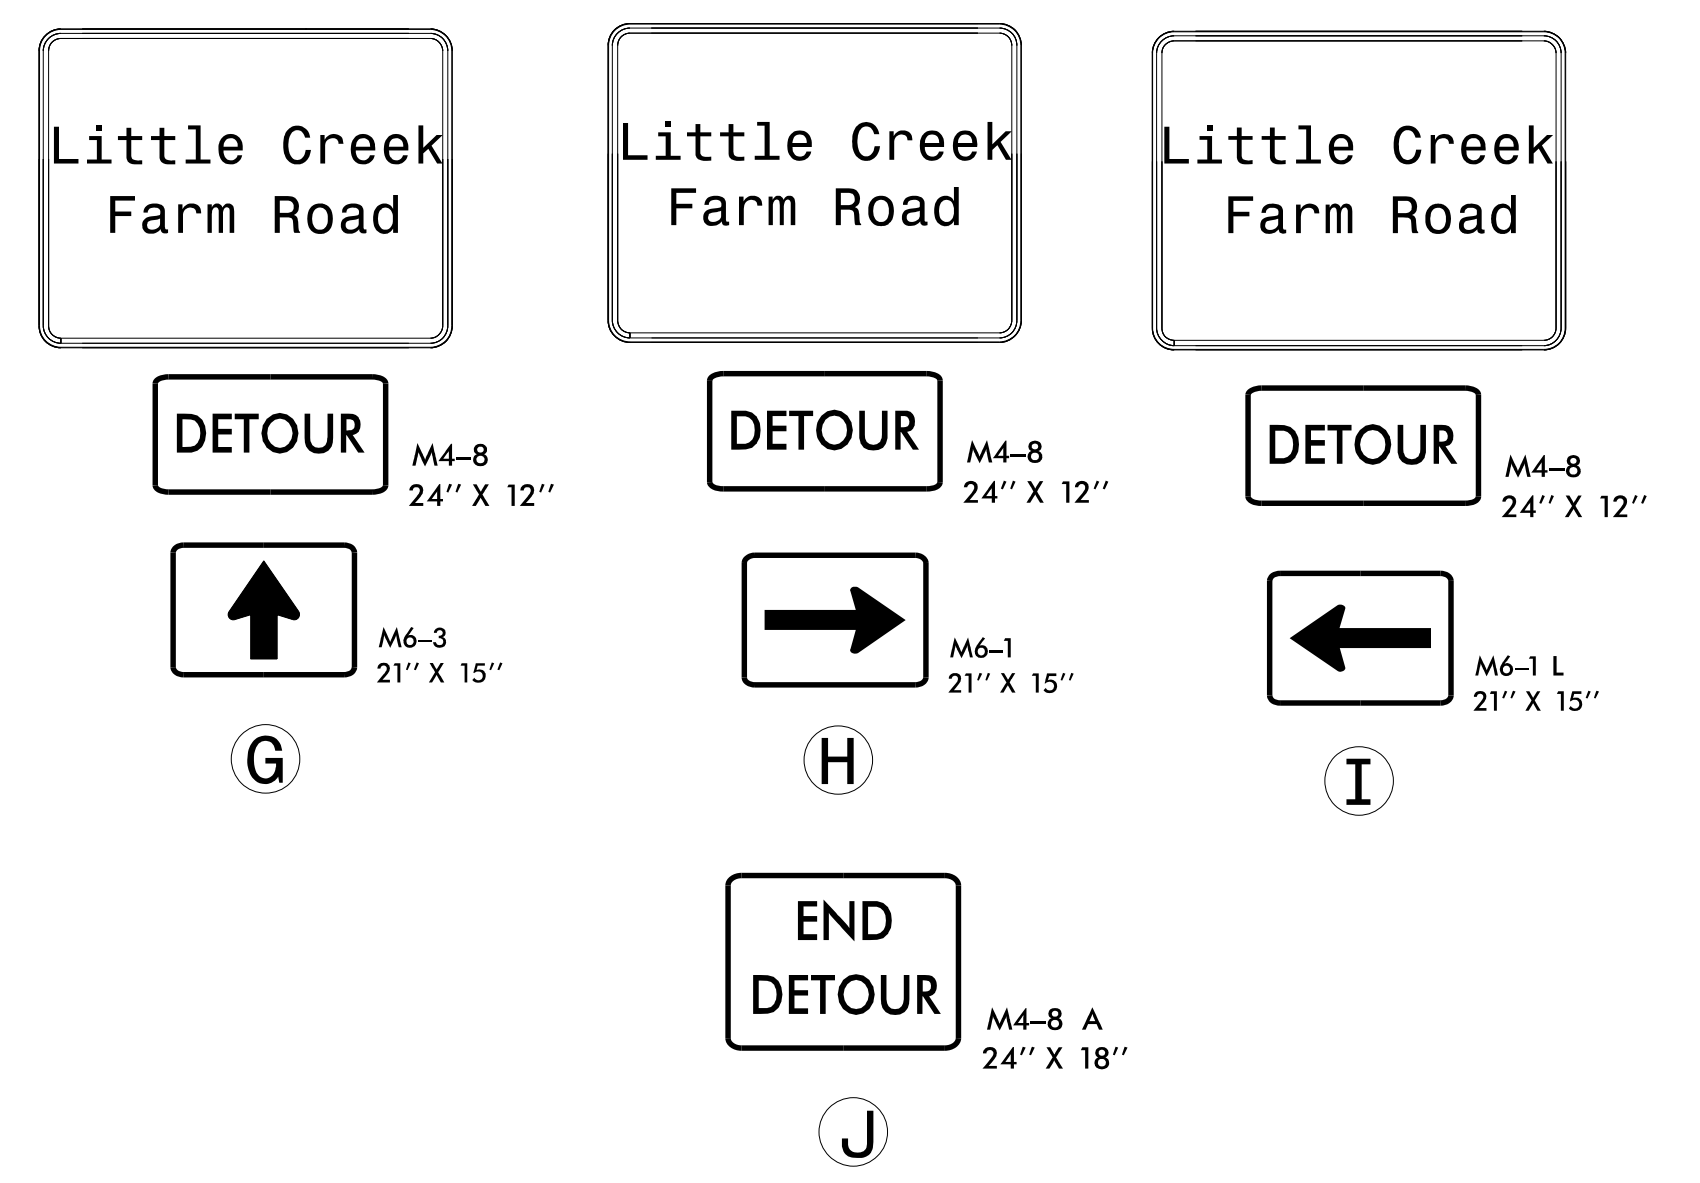 Little Creek
Farm Road
DETOUR
M4–8
24'' X 12''
M6–3
21'' X 15''
G
Little Creek
Farm Road
DETOUR
M4–8
24'' X 12''
M6–1
21'' X 15''
H
Little Creek
Farm Road
DETOUR
M4–8
24'' X 12''
M6–1 L
21'' X 15''
I
END
DETOUR
M4–8 A
24'' X 18''
J